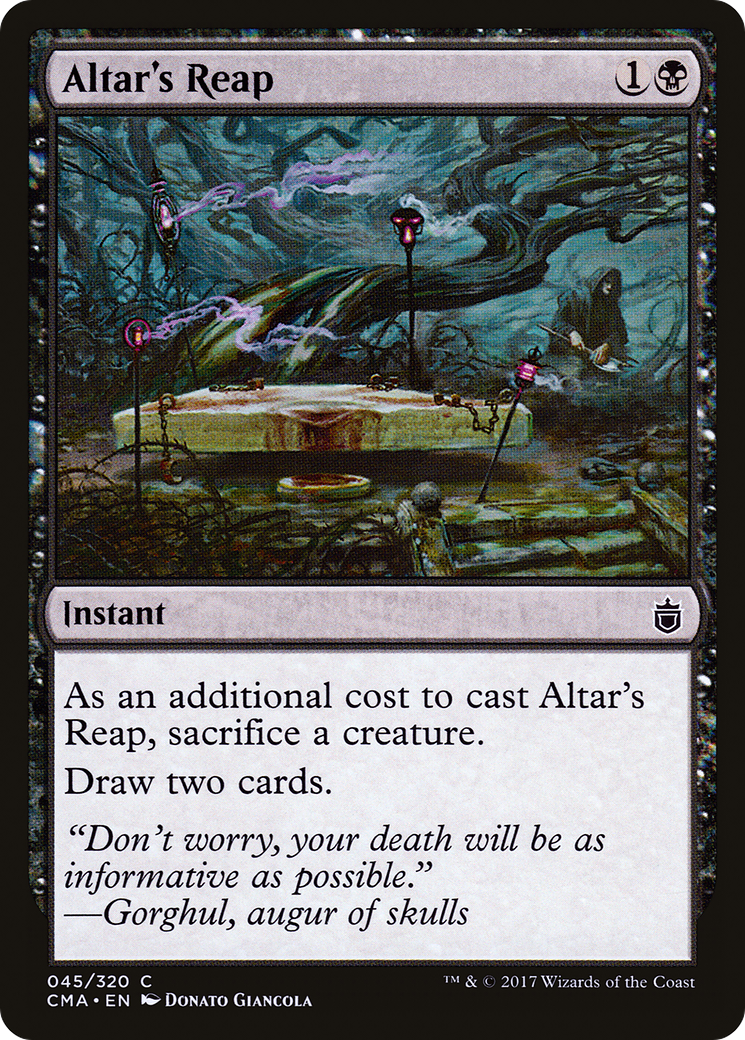 Altar's Reap 1
Instant
As an additional cost to cast Altar's
Reap, sacrifice a creature.
Draw two cards.
“Don't worry, your death will be as
informative as possible.”
—Gorghul, augur of skulls
045/320 C
™ & © 2017 Wizards of the Coast
CMA • EN Donato Giancola